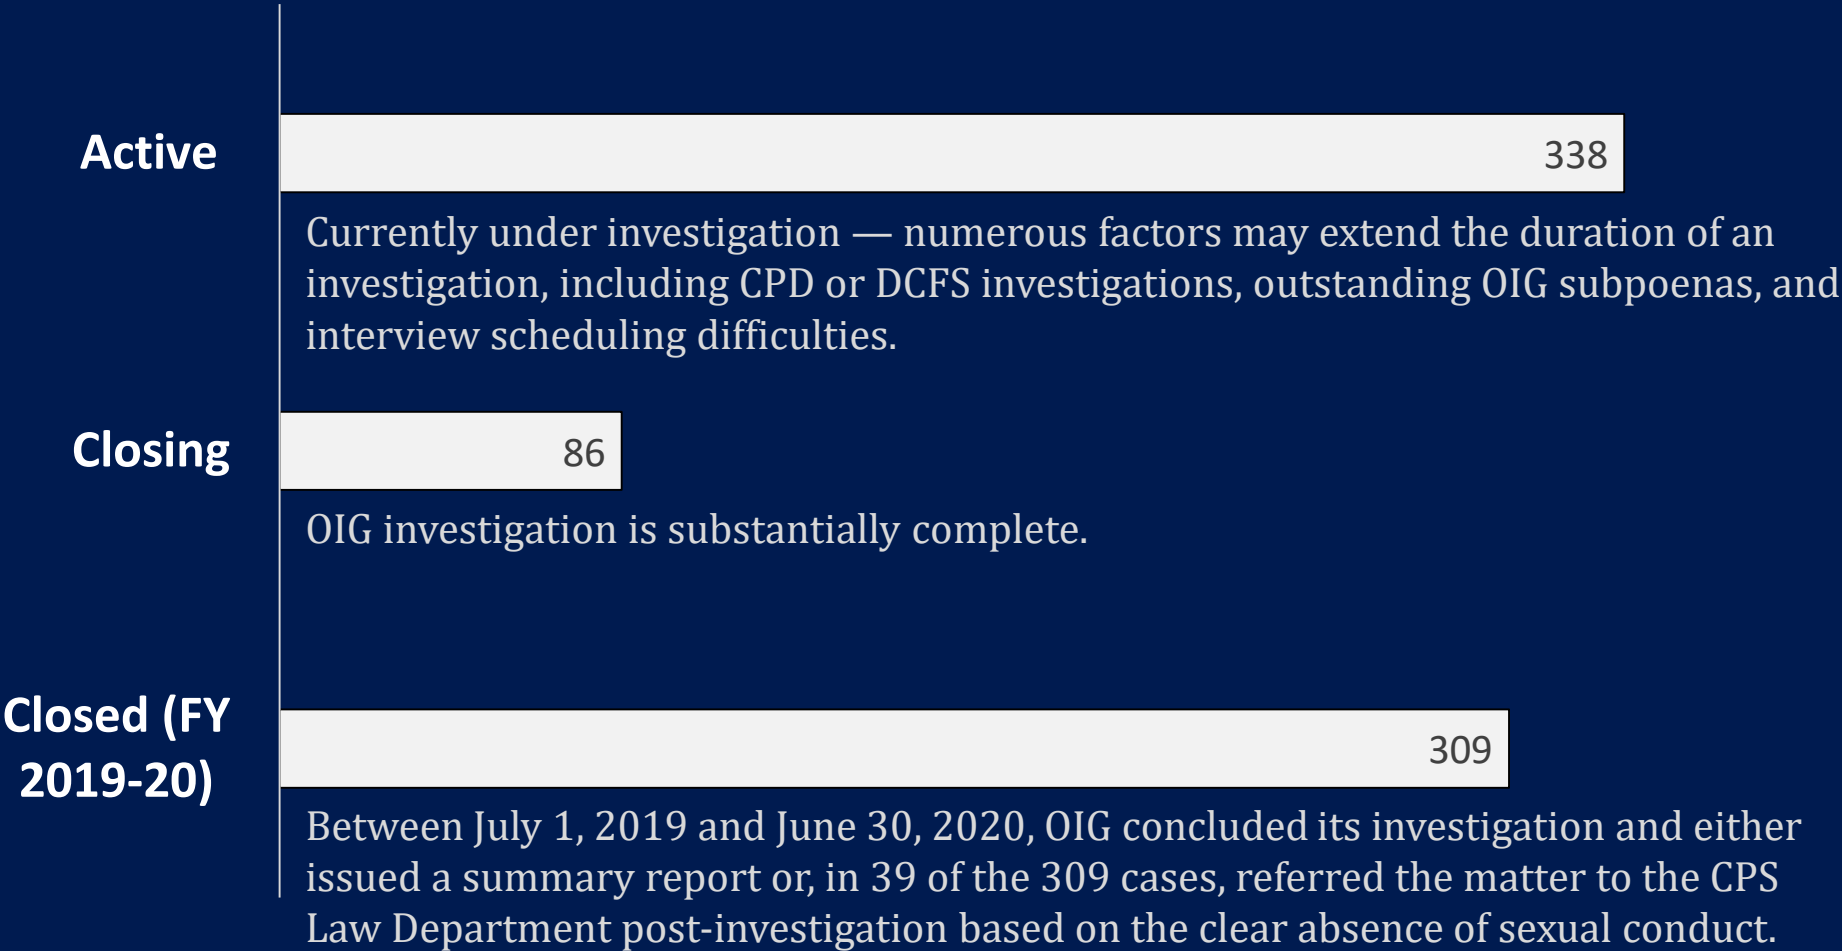 Active
338
Currently under investigation — numerous factors may extend the duration of an
investigation, including CPD or DCFS investigations, outstanding OIG subpoenas, and
interview scheduling difficulties.
Closing
86
OIG investigation is substantially complete.
Closed (FY
2019-20)
309
Between July 1, 2019 and June 30, 2020, OIG concluded its investigation and either
issued a summary report or, in 39 of the 309 cases, referred the matter to the CPS
Law Department post-investigation based on the clear absence of sexual conduct.